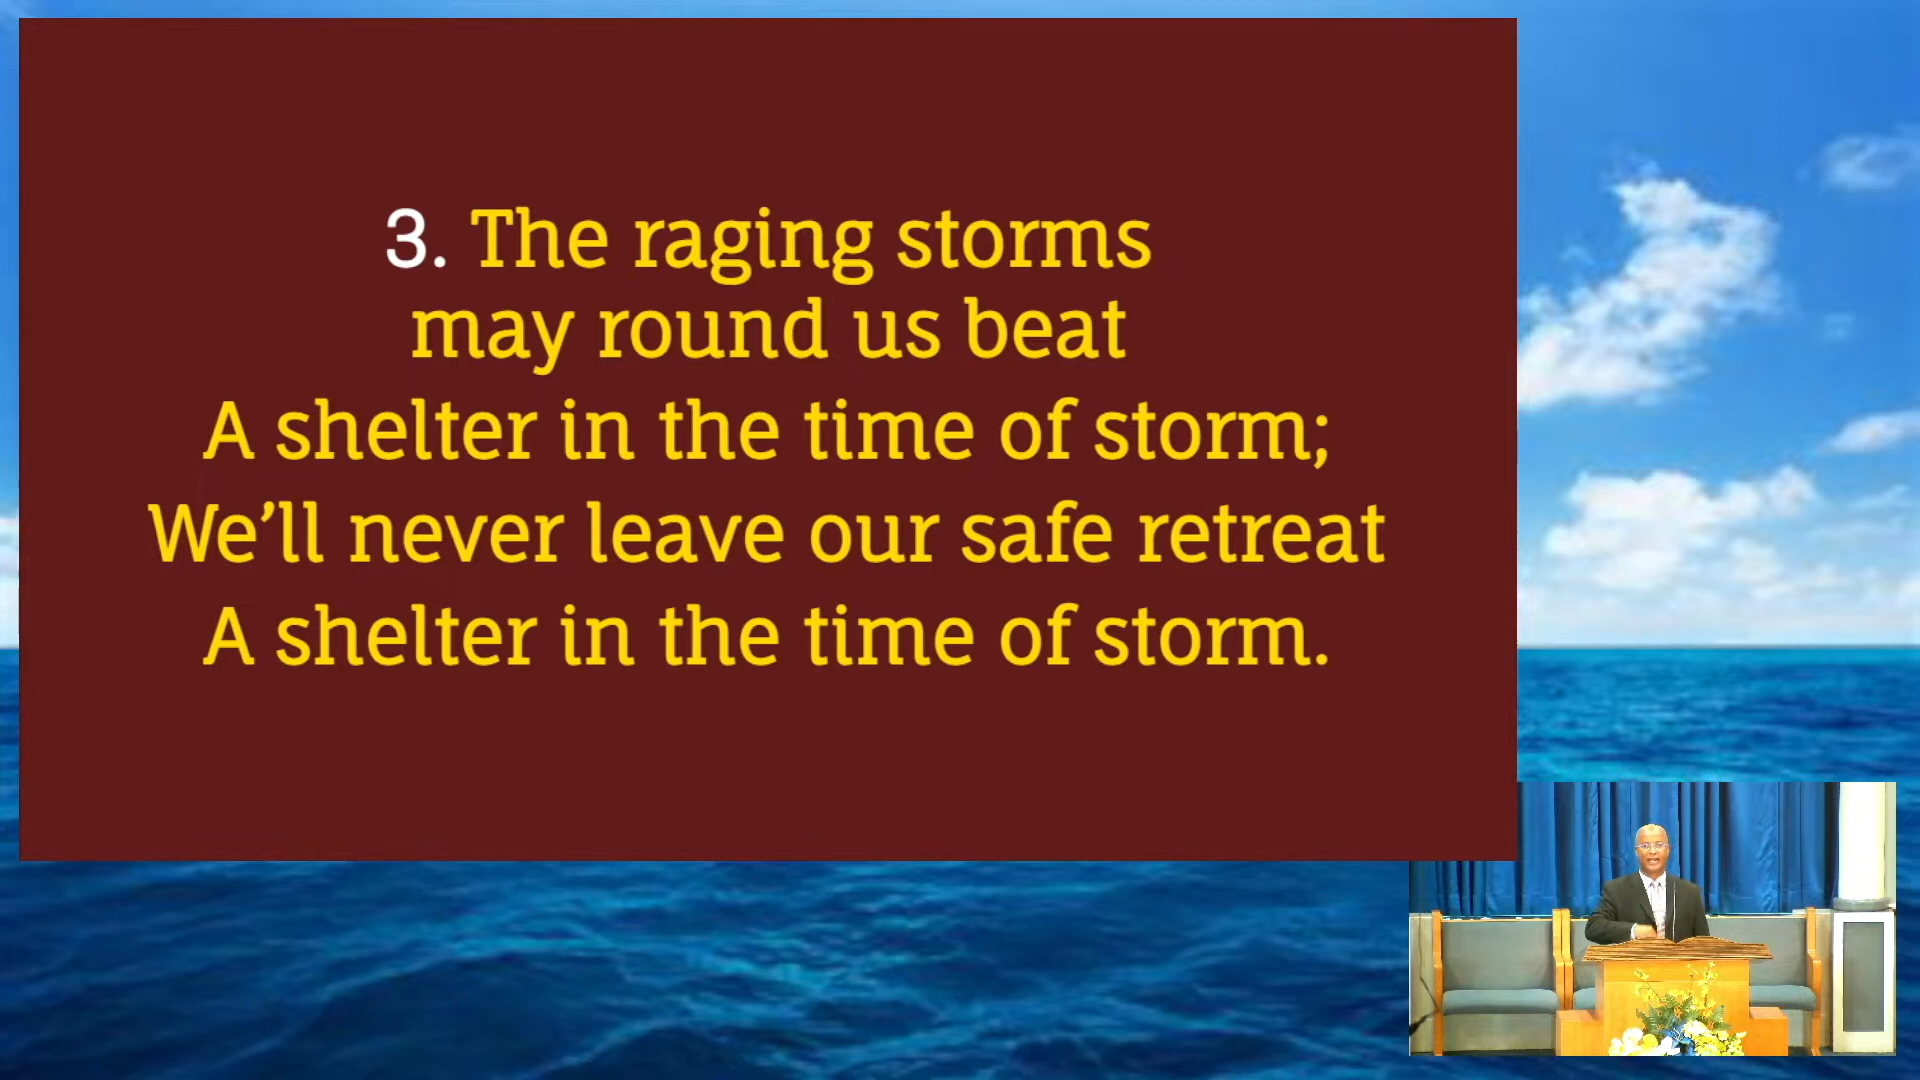 3. The raging storms
may round us beat
A shelter in the time of storm;
We’ll never leave our safe retreat
A shelter in the time of storm.